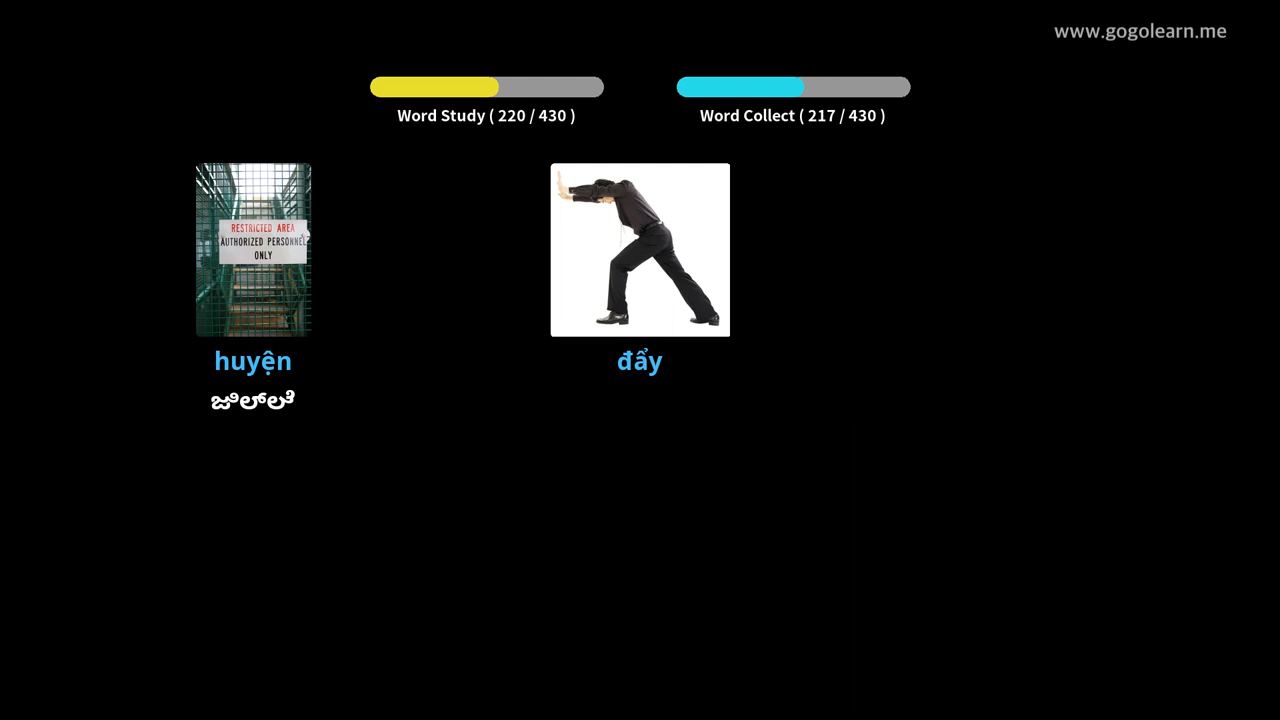 www.gogolearn.me
Word Study ( 220 / 430 )
Word Collect ( 217 / 430 )
RESTRICTED AREA
AUTHORIZED PERSONNEL
ONLY
huyện
đẩy
ಜಿಲ್ಲೆ